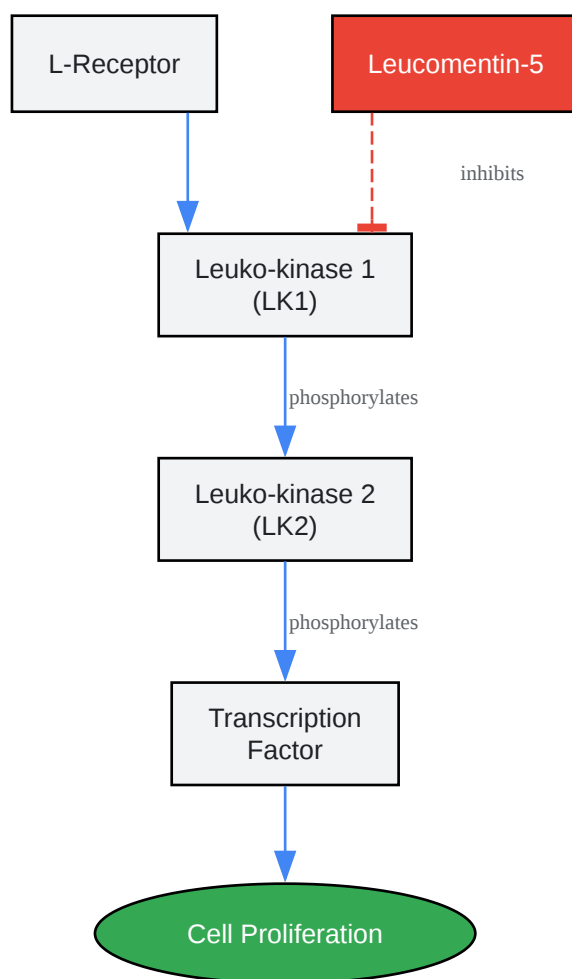 L-Receptor
Leucomentin-5
inhibits
Leuko-kinase 1
(LK1)
phosphorylates
Leuko-kinase 2
(LK2)
phosphorylates
Transcription
Factor
Cell Proliferation